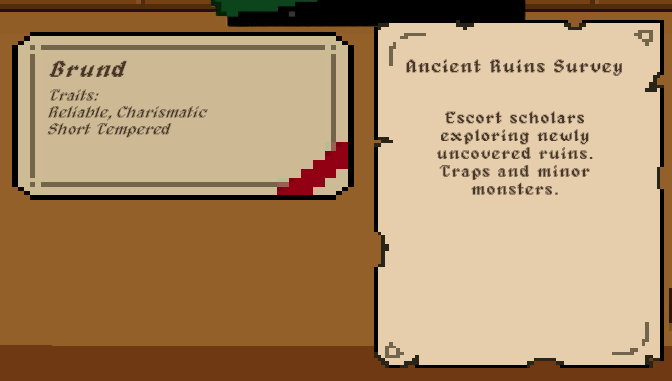 Brund
Traits:
Reliable, Charismatic
Short Tempered
Ancient Ruins Survey
Escort scholars
exploring newly
uncovered ruins.
Traps and minor
monsters.